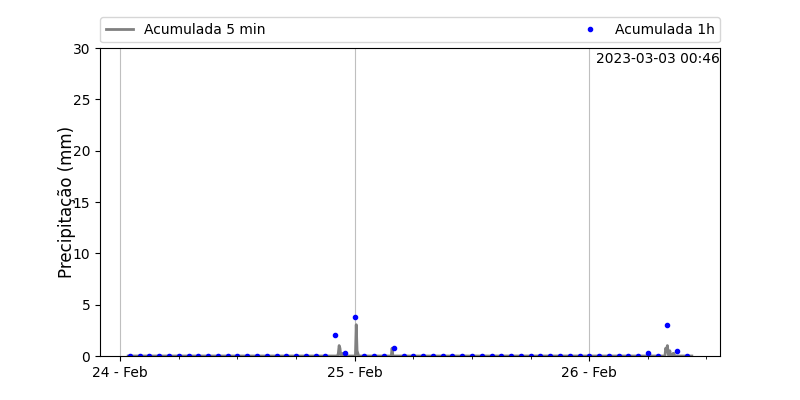 Acumulada 5 min
Acumulada 1h
2023-03-03 00:46
Precipitação (mm)
30
25
20
15
10
5
0
24 - Feb
25 - Feb
26 - Feb